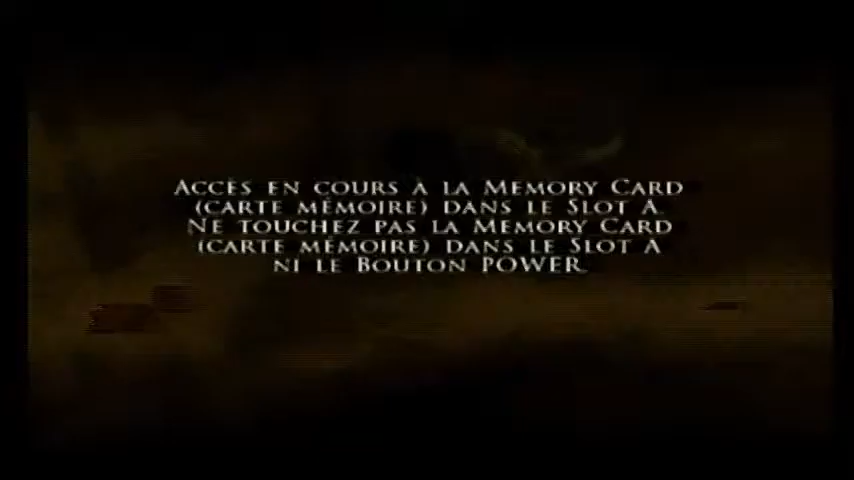 Accès en cours à la Memory Card
(carte mémoire) dans le Slot A.
Ne touchez pas la Memory Card
(carte mémoire) dans le Slot A
ni le Bouton POWER.